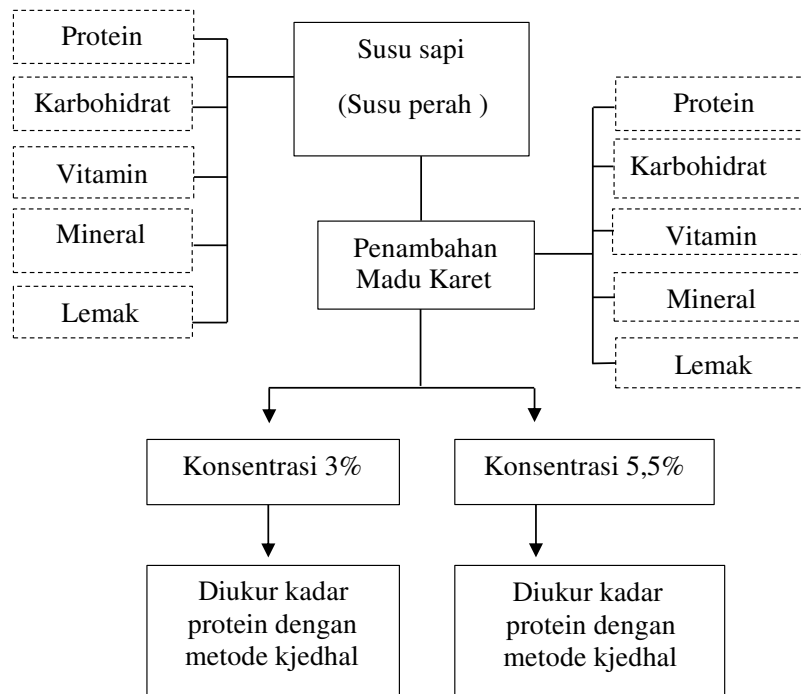 Protein
Karbohidrat
Vitamin
Mineral
Lemak
Susu sapi
(Susu perah )
Penambahan
Madu Karet
Protein
Karbohidrat
Vitamin
Mineral
Lemak
Konsentrasi 3%
Konsentrasi 5,5%
Diukur kadar
protein dengan
metode kjedhal
Diukur kadar
protein dengan
metode kjedhal